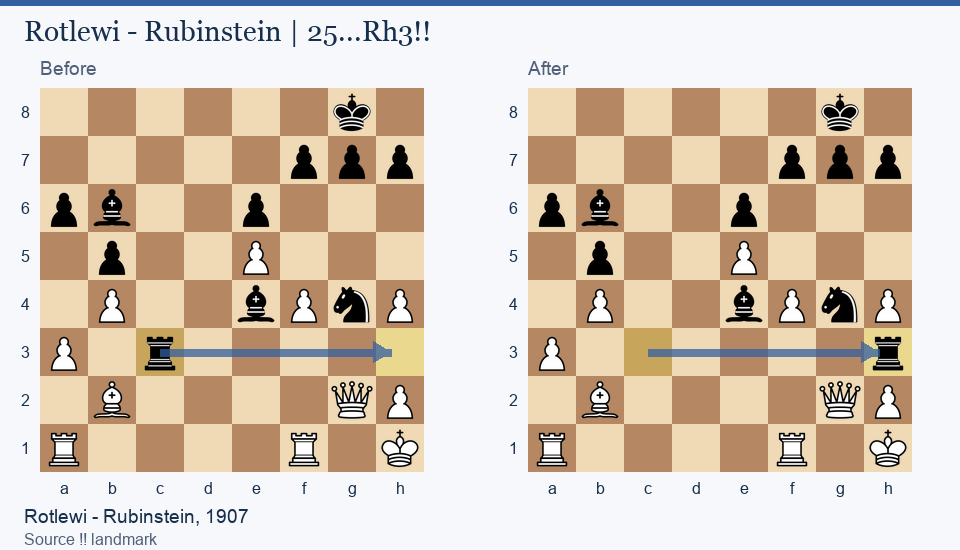 Rotlewi - Rubinstein | 25...Rh3!!
Before
After
8
8
7
7
6
6
5
5
4
4
3
3
2
2
1
1
a b c d e f g h
a b c d e f g h
Rotlewi - Rubinstein, 1907
Source !! landmark